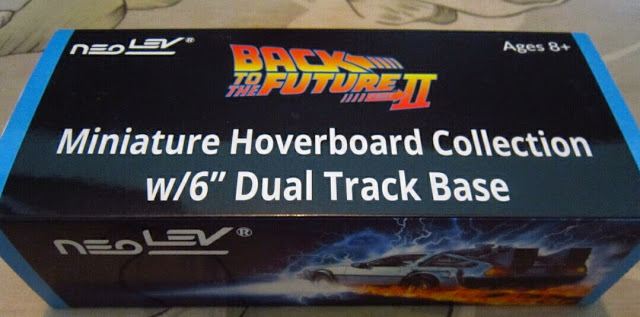 neoLEV®
BACK
TO THE
FUTURE
II
Ages 8+
Miniature Hoverboard Collection
w/6" Dual Track Base
neoLEV®